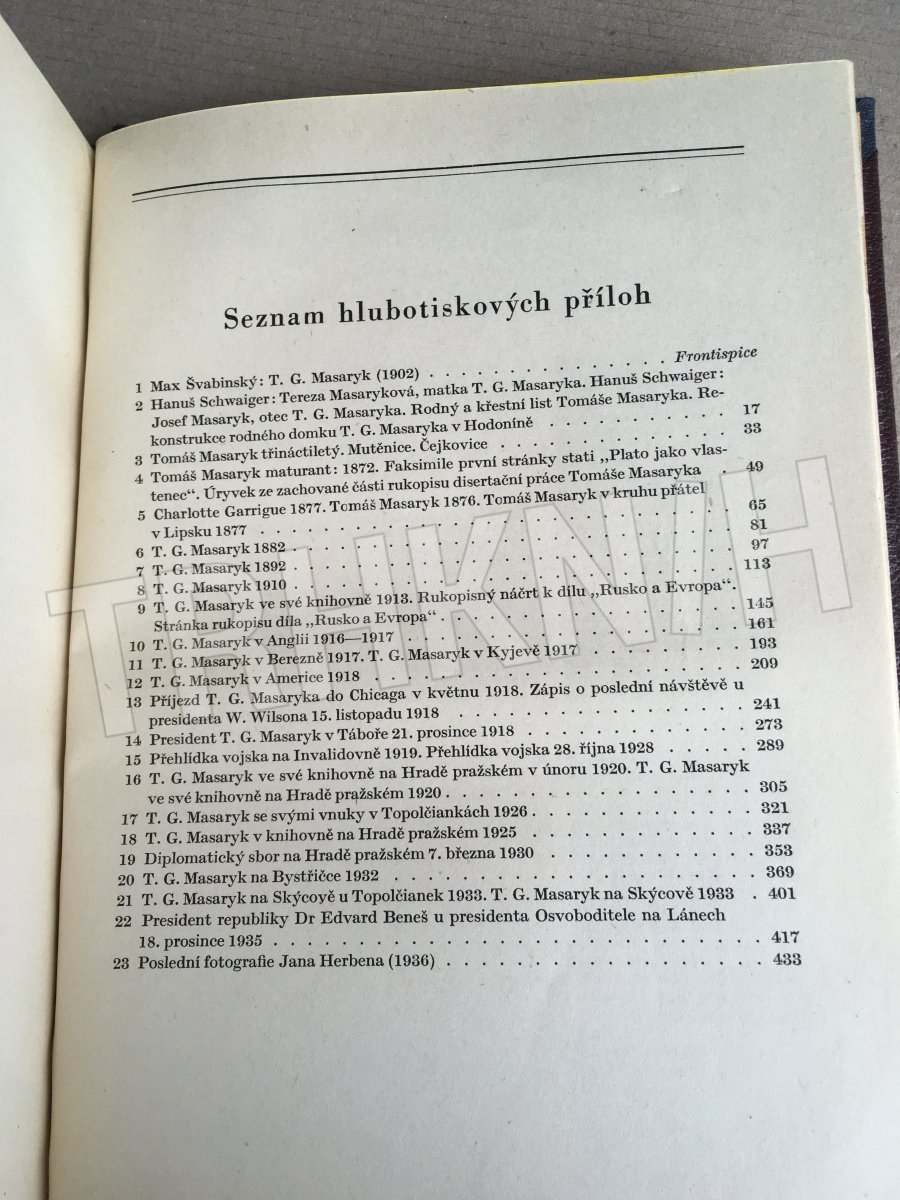 Seznam hlubotiskových příloh
1 Max Švabinský: T. G. Masaryk (1902) . . . . . . . . . . . . . . Frontispice
2 Hanuš Schwaiger: Tereza Masaryková, matka T. G. Masaryka. Hanuš Schwaiger:
Josef Masaryk, otec T. G. Masaryka. Rodný a křestní list Tomáše Masaryka. Re-
konstrukce rodného domku T. G. Masaryka v Hodoníně . . . . . . . . . 17
3 Tomáš Masaryk třináctiletý. Mutěnice. Čejkovice . . . . . . . . . . . 33
4 Tomáš Masaryk maturant: 1872. Faksimile první stránky stati „Plato jako vlas-
tenec“. Úryvek ze zachované části rukopisu disertační práce Tomáše Masaryka . 49
5 Charlotte Garrigue 1877. Tomáš Masaryk 1876. Tomáš Masaryk v kruhu přátel
v Lipsku 1877 . . . . . . . . . . . . . . . . . . . . 65
6 T. G. Masaryk 1882 . . . . . . . . . . . . . . . . . . 81
7 T. G. Masaryk 1892 . . . . . . . . . . . . . . . . . . 97
8 T. G. Masaryk 1910 . . . . . . . . . . . . . . . . . . 113
9 T. G. Masaryk ve své knihovně 1913. Rukopisný náčrt k dílu „Rusko a Evropa“.
Stránka rukopisu díla „Rusko a Evropa“ . . . . . . . . . . . . 145
10 T. G. Masaryk v Anglii 1916—1917 . . . . . . . . . . . . . . 161
11 T. G. Masaryk v Berezně 1917. T. G. Masaryk v Kyjevě 1917 . . . . . . 193
12 T. G. Masaryk v Americe 1918 . . . . . . . . . . . . . . . 209
13 Příjezd T. G. Masaryka do Chicaga v květnu 1918. Zápis o poslední návštěvě u
presidenta W. Wilsona 15. listopadu 1918 . . . . . . . . . . . 241
14 President T. G. Masaryk v Táboře 21. prosince 1918 . . . . . . . . . 273
15 Přehlídka vojska na Invalidovně 1919. Přehlídka vojska 28. října 1928 . . . . . 289
16 T. G. Masaryk ve své knihovně na Hradě pražském v únoru 1920. T. G. Masaryk
ve své knihovně na Hradě pražském 1920 . . . . . . . . . . . . 305
17 T. G. Masaryk se svými vnuky v Topolčiankách 1926 . . . . . . . . . 321
18 T. G. Masaryk v knihovně na Hradě pražském 1925 . . . . . . . . . 337
19 Diplomatický sbor na Hradě pražském 7. března 1930 . . . . . . . . . 353
20 T. G. Masaryk na Bystřičce 1932 . . . . . . . . . . . . . . 369
21 T. G. Masaryk na Skýcově u Topolčianek 1933. T. G. Masaryk na Skýcově 1933 . 401
22 President republiky Dr Edvard Beneš u presidenta Osvoboditele na Lánech
18. prosince 1935 . . . . . . . . . . . . . . . . . . . 417
23 Poslední fotografie Jana Herbena (1936) . . . . . . . . . . . . 433
TRHKNIH